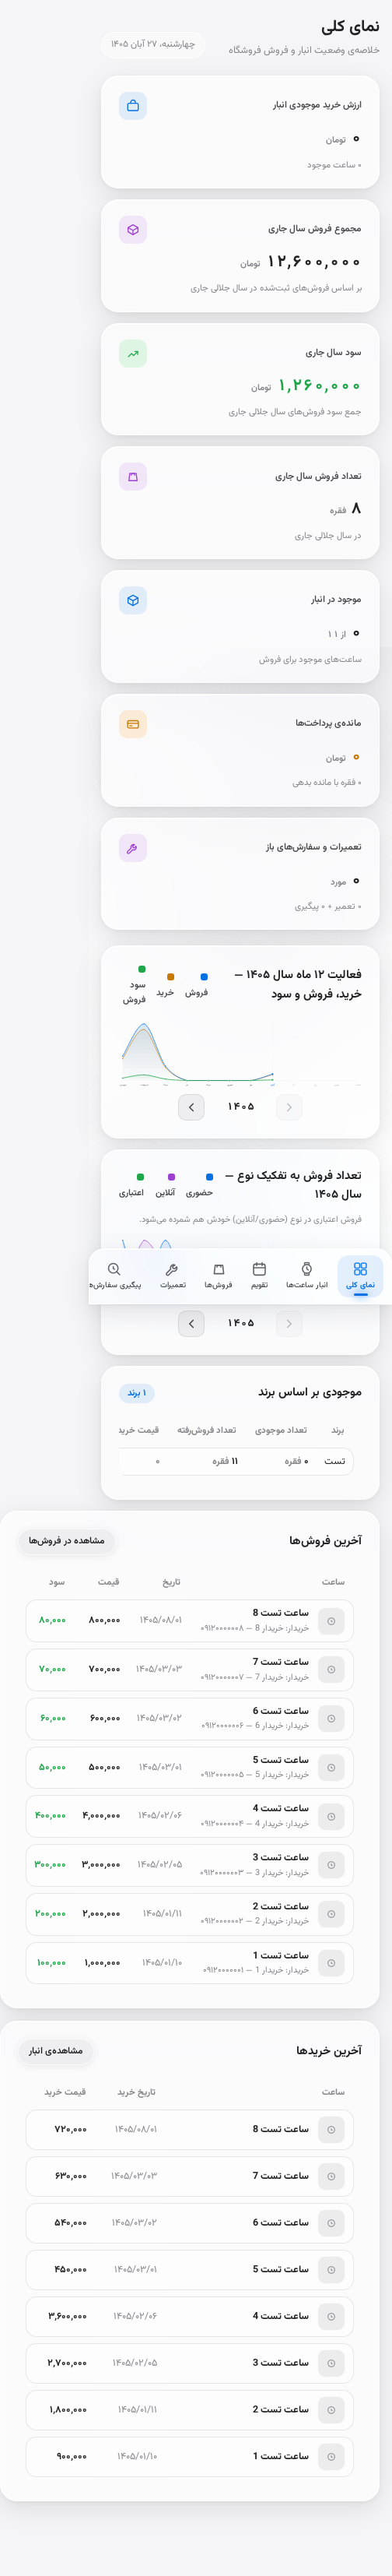 نمای کلی
خلاصه‌ی وضعیت انبار و فروش فروشگاه
چهارشنبه، ۲۷ آبان ۱۴۰۵
ارزش خرید موجودی انبار
۰ تومان
۰ ساعت موجود
مجموع فروش سال جاری
۱۲,۶۰۰,۰۰۰ تومان
بر اساس فروش‌های ثبت‌شده در سال جلالی جاری
سود سال جاری
۱,۲۶۰,۰۰۰ تومان
جمع سود فروش‌های سال جلالی جاری
تعداد فروش سال جاری
۸ فقره
در سال جلالی جاری
موجود در انبار
۰ از ۱۱
ساعت‌های موجود برای فروش
مانده‌ی پرداخت‌ها
۰ تومان
۰ فقره با مانده بدهی
تعمیرات و سفارش‌های باز
۰ مورد
۰ تعمیر + ۰ پیگیری
فعالیت ۱۲ ماه سال ۱۴۰۵ —
خرید، فروش و سود
فروش خرید سود فروش
۱۴۰۵
تعداد فروش به تفکیک نوع —
سال ۱۴۰۵
حضوری آنلاین اعتباری
فروش اعتباری در نوع (حضوری/آنلاین) خودش هم شمرده می‌شود.
نمای کلی انبار ساعت‌ها تقویم فروش‌ها تعمیرات پیگیری سفارش‌ه
۱۴۰۵
موجودی بر اساس برند
۱ برند
برند تعداد موجودی تعداد فروش‌رفته قیمت خرید
تست ۰ فقره ۱۱ فقره ۰
آخرین فروش‌ها
مشاهده در فروش‌ها
ساعت تاریخ قیمت سود
ساعت تست 8 ۱۴۰۵/۰۸/۰۱ ۸۰۰,۰۰۰ ۸۰,۰۰۰
خریدار: خریدار 8 — ۰۹۱۲۰۰۰۰۰۰۸
ساعت تست 7 ۱۴۰۵/۰۳/۰۳ ۷۰۰,۰۰۰ ۷۰,۰۰۰
خریدار: خریدار 7 — ۰۹۱۲۰۰۰۰۰۰۷
ساعت تست 6 ۱۴۰۵/۰۳/۰۲ ۶۰۰,۰۰۰ ۶۰,۰۰۰
خریدار: خریدار 6 — ۰۹۱۲۰۰۰۰۰۰۶
ساعت تست 5 ۱۴۰۵/۰۳/۰۱ ۵۰۰,۰۰۰ ۵۰,۰۰۰
خریدار: خریدار 5 — ۰۹۱۲۰۰۰۰۰۰۵
ساعت تست 4 ۱۴۰۵/۰۲/۰۶ ۴,۰۰۰,۰۰۰ ۴۰۰,۰۰۰
خریدار: خریدار 4 — ۰۹۱۲۰۰۰۰۰۰۴
ساعت تست 3 ۱۴۰۵/۰۲/۰۵ ۳,۰۰۰,۰۰۰ ۳۰۰,۰۰۰
خریدار: خریدار 3 — ۰۹۱۲۰۰۰۰۰۰۳
ساعت تست 2 ۱۴۰۵/۰۱/۱۱ ۲,۰۰۰,۰۰۰ ۲۰۰,۰۰۰
خریدار: خریدار 2 — ۰۹۱۲۰۰۰۰۰۰۲
ساعت تست 1 ۱۴۰۵/۰۱/۱۰ ۱,۰۰۰,۰۰۰ ۱۰۰,۰۰۰
خریدار: خریدار 1 — ۰۹۱۲۰۰۰۰۰۰۱
آخرین خریدها
مشاهده‌ی انبار
ساعت تاریخ خرید قیمت خرید
ساعت تست 8 ۱۴۰۵/۰۸/۰۱ ۷۲۰,۰۰۰
ساعت تست 7 ۱۴۰۵/۰۳/۰۳ ۶۳۰,۰۰۰
ساعت تست 6 ۱۴۰۵/۰۳/۰۲ ۵۴۰,۰۰۰
ساعت تست 5 ۱۴۰۵/۰۳/۰۱ ۴۵۰,۰۰۰
ساعت تست 4 ۱۴۰۵/۰۲/۰۶ ۳,۶۰۰,۰۰۰
ساعت تست 3 ۱۴۰۵/۰۲/۰۵ ۲,۷۰۰,۰۰۰
ساعت تست 2 ۱۴۰۵/۰۱/۱۱ ۱,۸۰۰,۰۰۰
ساعت تست 1 ۱۴۰۵/۰۱/۱۰ ۹۰۰,۰۰۰